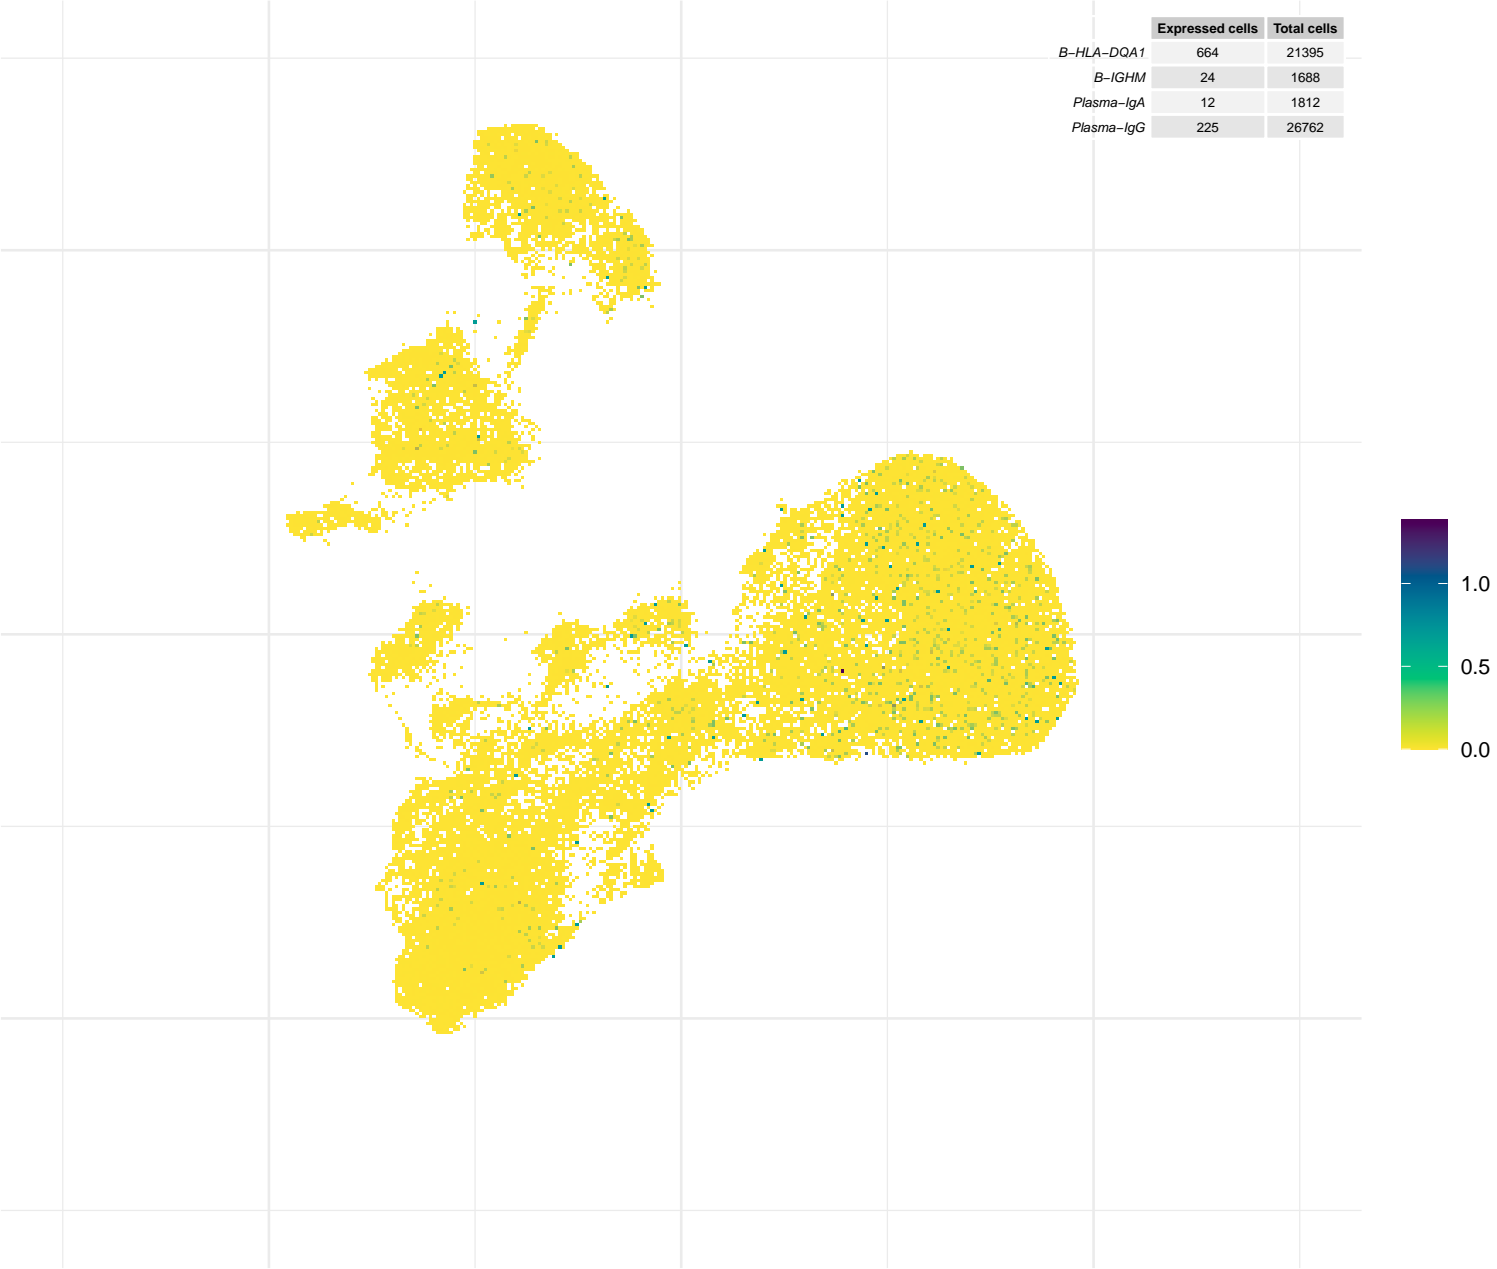 Expressed cells Total cells
B−HLA−DQA1 664 21395
B−IGHM 24 1688
Plasma−IgA 12 1812
Plasma−IgG 225 26762
1.0
0.5
0.0